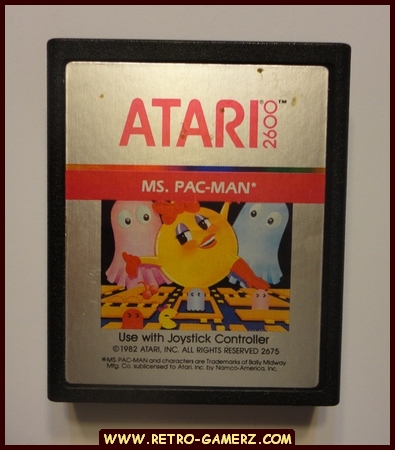 ATARI® 2600™
MS. PAC-MAN*
Use with Joystick Controller
©1982 ATARI, INC. ALL RIGHTS RESERVED 2675
*MS. PAC-MAN and characters are Trademarks of Bally Midway
Mfg. Co. sublicensed to Atari, Inc. by Namco-America, Inc.
WWW.RETRO-GAMERZ.COM